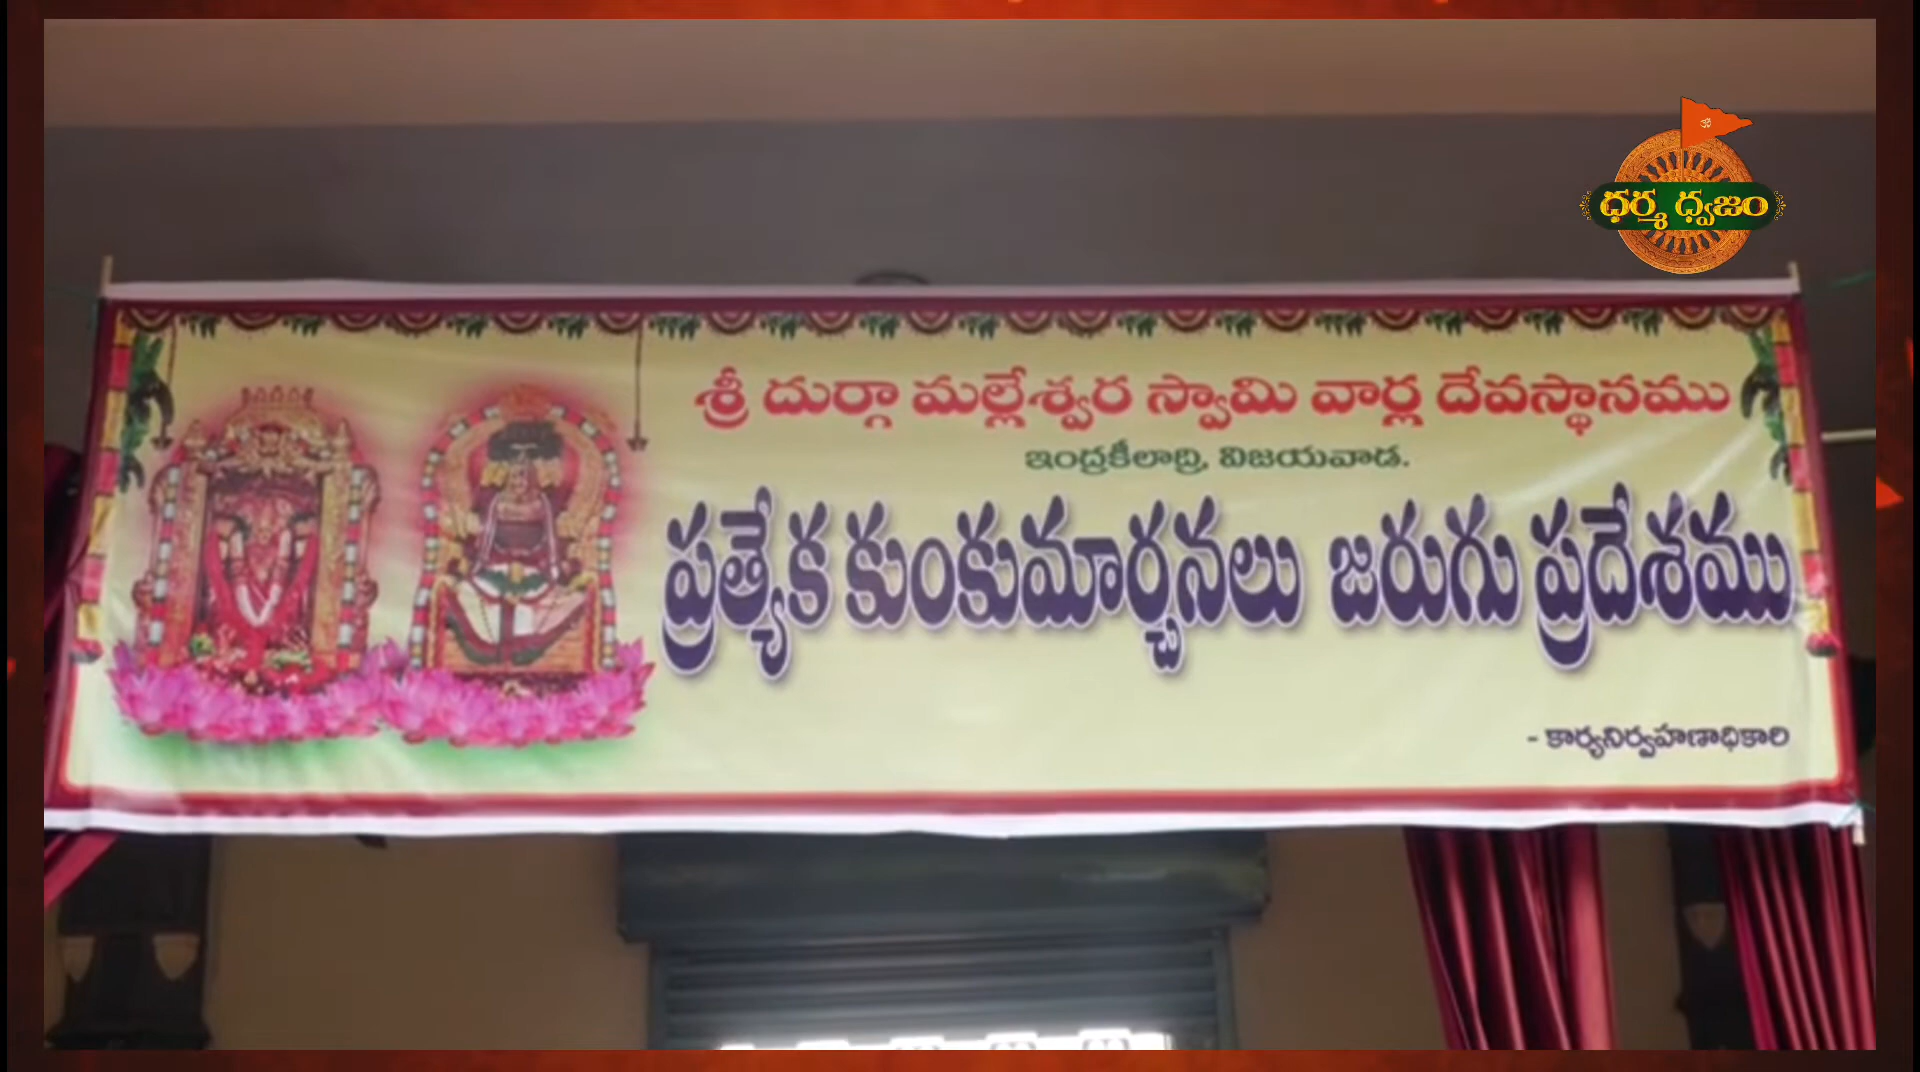 ధర్మ ధ్వజం
శ్రీ దుర్గా మల్లేశ్వర స్వామి వార్ల దేవస్థానము
ఇంద్రకీలాద్రి, విజయవాడ.
ప్రత్యేక కుంకుమార్చనలు జరుగు ప్రదేశము
- కార్యనిర్వహణాధికారి